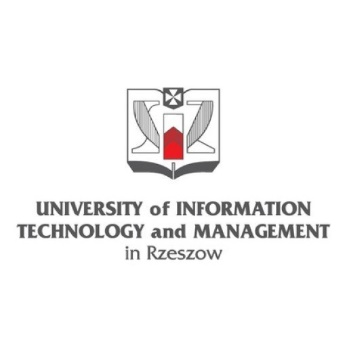 UNIVERSITY of INFORMATION
TECHNOLOGY and MANAGEMENT
in Rzeszow